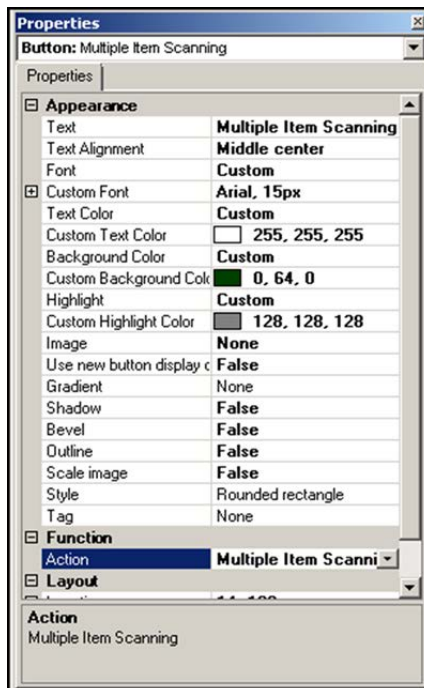 Properties
Button: Multiple Item Scanning
Properties
Appearance
Text Multiple Item Scanning
Text Alignment Middle center
Font Custom
Custom Font Arial, 15px
Text Color Custom
Custom Text Color 255, 255, 255
Background Color Custom
Custom Background Colo 0, 64, 0
Highlight Custom
Custom Highlight Color 128, 128, 128
Image None
Use new button display c False
Gradient None
Shadow False
Bevel False
Outline False
Scale image False
Style Rounded rectangle
Tag None
Function
Action Multiple Item Scanni
Layout
Action
Multiple Item Scanning